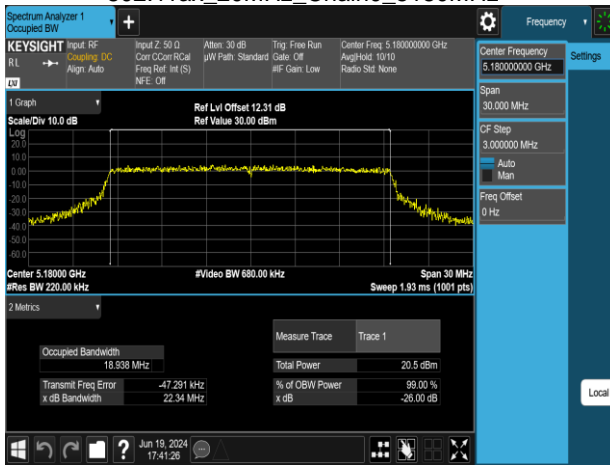 Spectrum Analyzer 1
Occupied BW
Frequency
KEYSIGHT
RL
LXI
Input: RF
Coupling: DC
Align: Auto
Input Z: 50 Ω
Corr CCorr RCal
Freq Ref: Int (S)
NFE: Off
Atten: 30 dB
µW Path: Standard
Trig: Free Run
Gate: Off
#IF Gain: Low
Center Freq: 5.180000000 GHz
Avg|Hold: 10/10
Radio Std: None
Center Frequency
5.180000000 GHz
Settings
Span
30.000 MHz
CF Step
3.000000 MHz
Auto
Man
Freq Offset
0 Hz
Local
1 Graph
Scale/Div 10.0 dB
Ref Lvl Offset 12.31 dB
Ref Value 30.00 dBm
Log
20.0
10.0
0.00
-10.0
-20.0
-30.0
-40.0
-50.0
-60.0
Center 5.18000 GHz
#Res BW 220.00 kHz
#Video BW 680.00 kHz
Span 30 MHz
Sweep 1.93 ms (1001 pts)
2 Metrics
Measure Trace Trace 1
Occupied Bandwidth
18.938 MHz
Total Power 20.5 dBm
Transmit Freq Error -47.291 kHz
% of OBW Power 99.00 %
x dB Bandwidth 22.34 MHz
x dB -26.00 dB
Jun 19, 2024
17:41:26